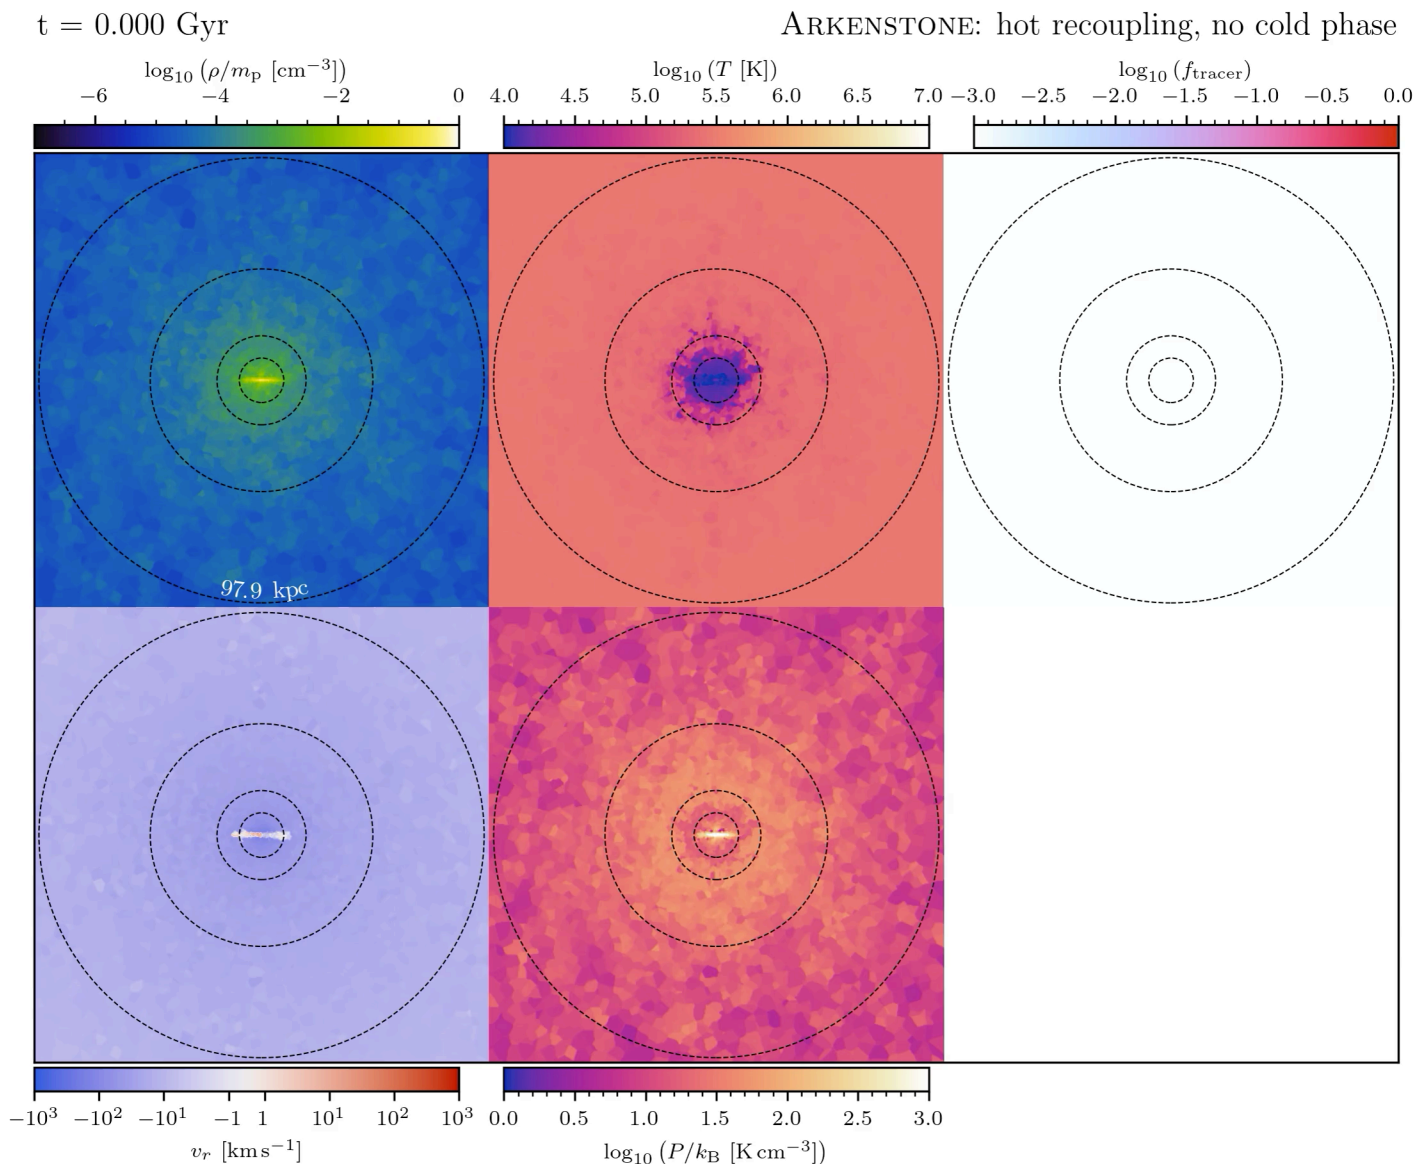 t = 0.000 Gyr
ARKENSTONE: hot recoupling, no cold phase
log₁₀ (ρ/mₚ [cm⁻³])
−6 −4 −2 0
log₁₀ (T [K])
4.0 4.5 5.0 5.5 6.0 6.5 7.0
log₁₀ (f_tracer)
−3.0 −2.5 −2.0 −1.5 −1.0 −0.5 0.0
97.9 kpc
−10³ −10² −10¹ −1 1 10¹ 10² 10³
v_r [km s⁻¹]
0.0 0.5 1.0 1.5 2.0 2.5 3.0
log₁₀ (P/k_B [K cm⁻³])